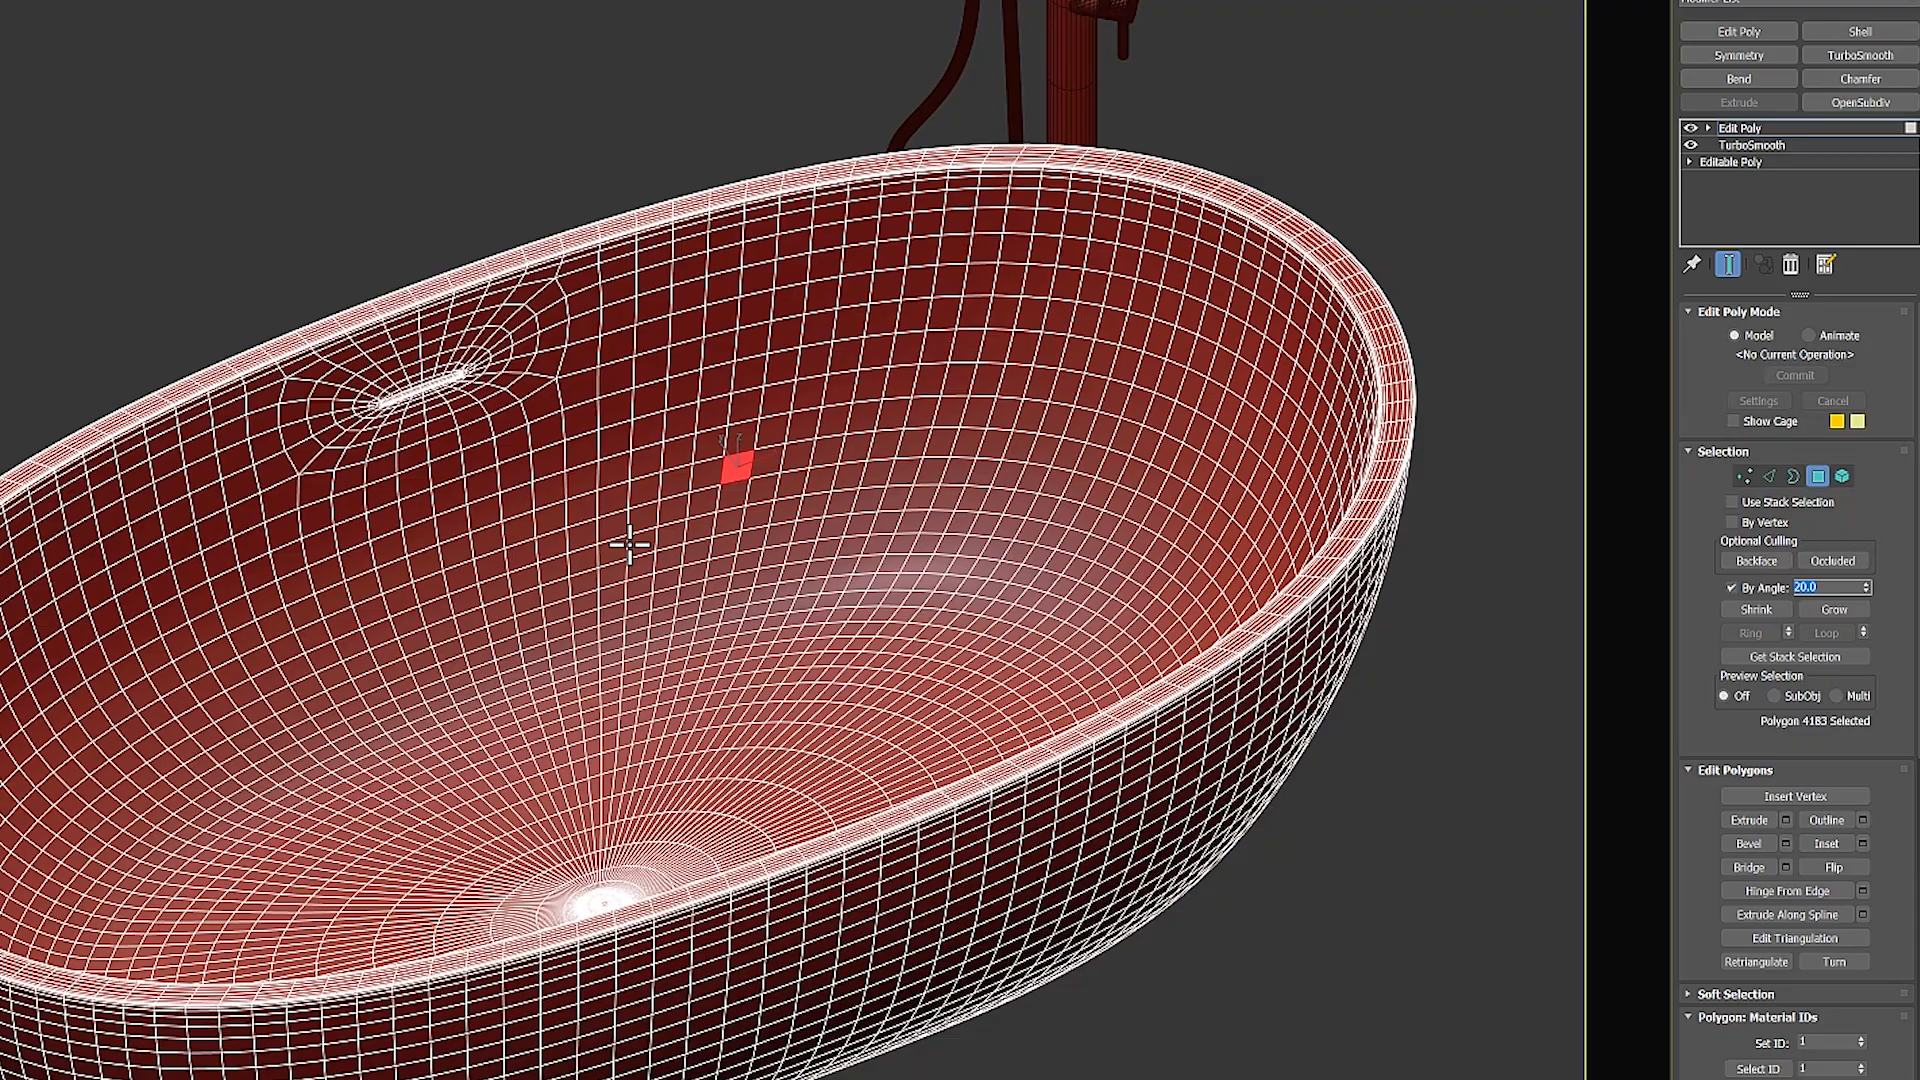 Modifier List
Edit Poly Shell
Symmetry TurboSmooth
Bend Chamfer
Extrude OpenSubdiv
Edit Poly
TurboSmooth
Editable Poly
Edit Poly Mode
Model Animate
<No Current Operation>
Commit
Settings Cancel
Show Cage
Selection
Use Stack Selection
By Vertex
Optional Culling
Backface Occluded
By Angle: 20.0
Shrink Grow
Ring Loop
Get Stack Selection
Preview Selection
Off SubObj Multi
Polygon 4183 Selected
Edit Polygons
Insert Vertex
Extrude Outline
Bevel Inset
Bridge Flip
Hinge From Edge
Extrude Along Spline
Edit Triangulation
Retriangulate Turn
Soft Selection
Polygon: Material IDs
Set ID: 1
Select ID 1